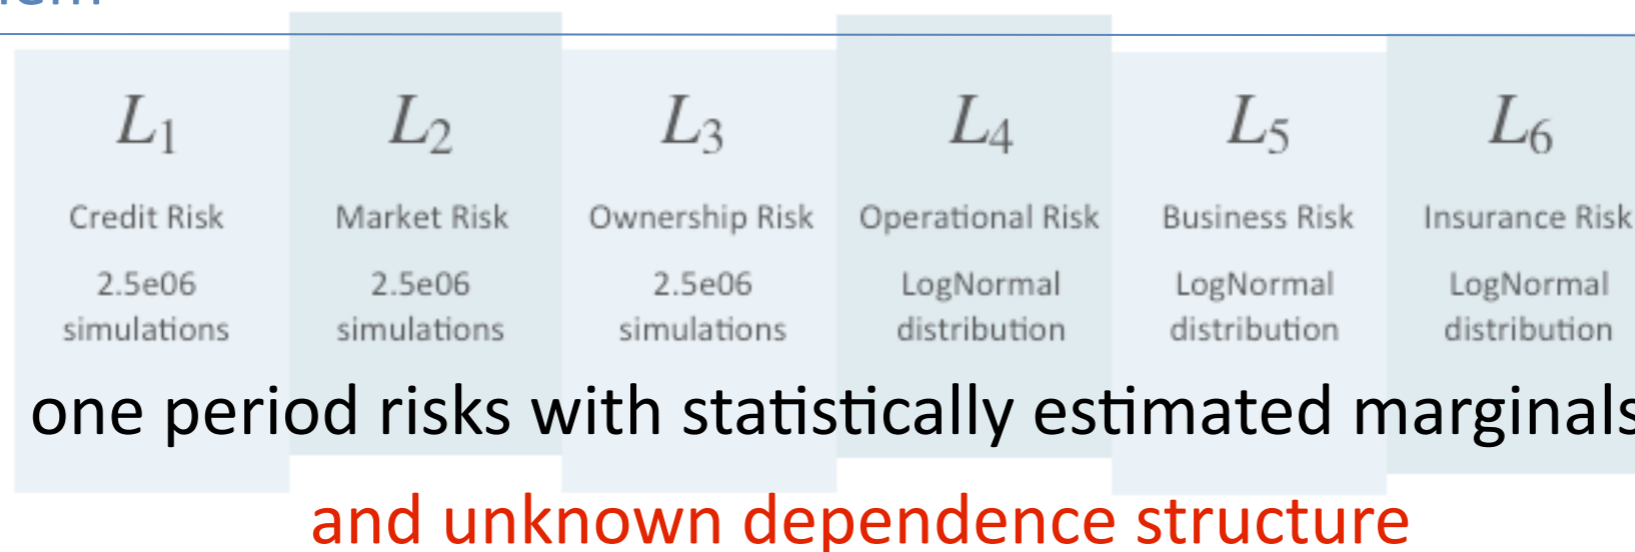 L1 L2 L3 L4 L5 L6
Credit Risk Market Risk Ownership Risk Operational Risk Business Risk Insurance Risk
2.5e06 2.5e06 2.5e06 LogNormal LogNormal LogNormal
simulations simulations simulations distribution distribution distribution
one period risks with statistically estimated marginals
and unknown dependence structure